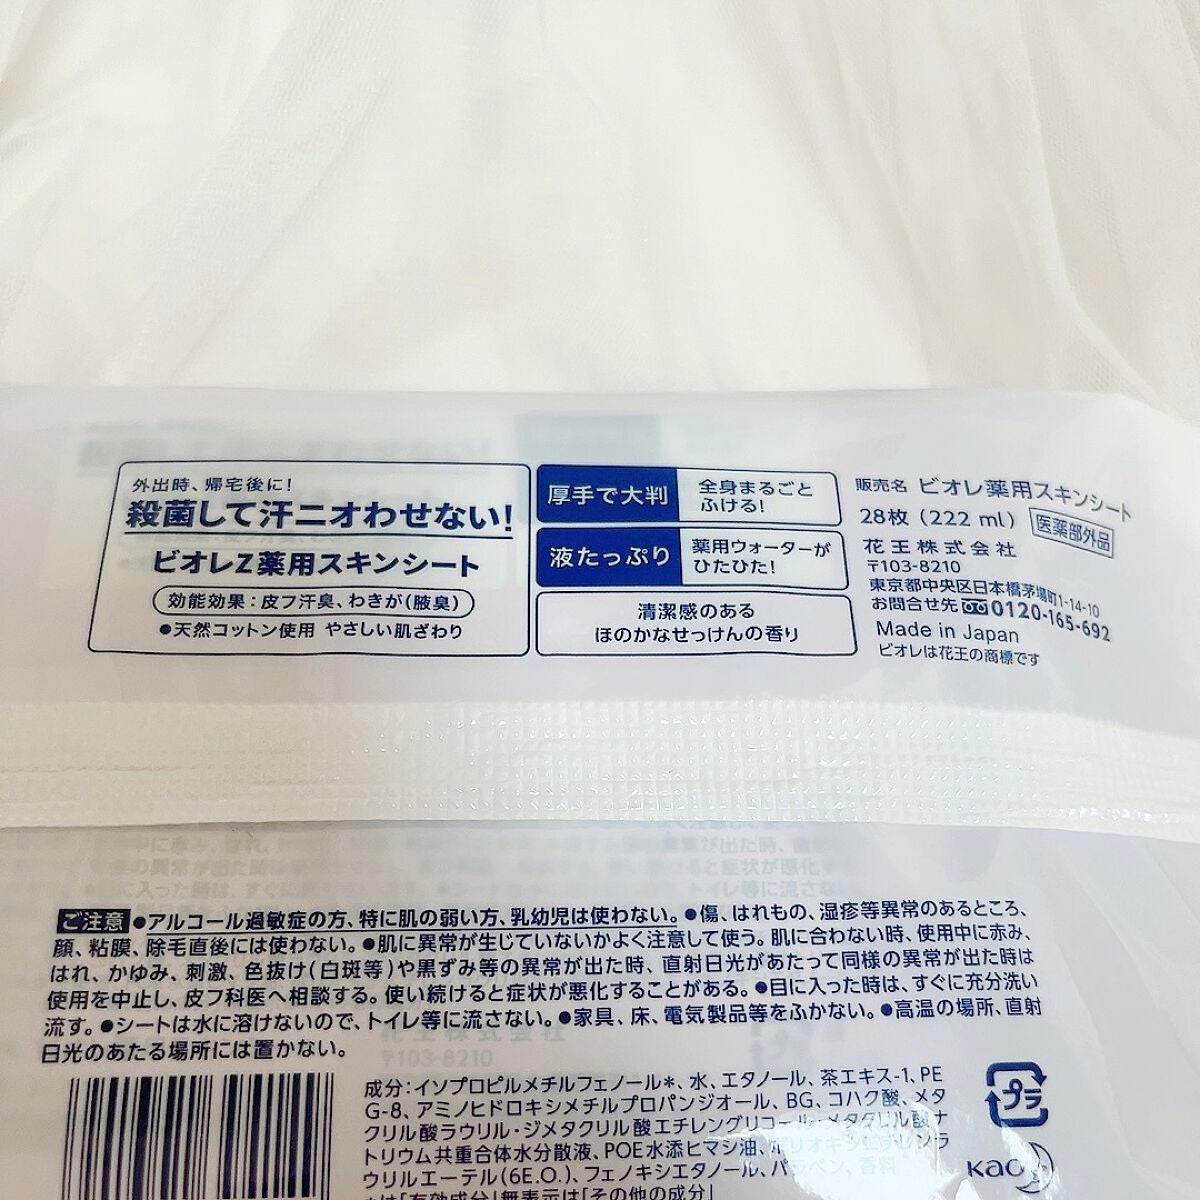 外出時、帰宅後に!
殺菌して汗ニオわせない!
ビオレZ薬用スキンシート
効能効果:皮フ汗臭、わきが(腋臭)
●天然コットン使用 やさしい肌ざわり
厚手で大判
全身まるごと
ふける!
液たっぷり
薬用ウォーターが
ひたひた!
清潔感のある
ほのかなせっけんの香り
販売名 ビオレ薬用スキンシート
28枚(222 ml) 医薬部外品
花王株式会社
〒103-8210
東京都中央区日本橋茅場町1-14-10
お問合せ先 0120-165-692
Made in Japan
ビオレは花王の商標です
ご注意 ●アルコール過敏症の方、特に肌の弱い方、乳幼児は使わない。●傷、はれもの、湿疹等異常のあるところ、
顔、粘膜、除毛直後には使わない。●肌に異常が生じていないかよく注意して使う。肌に合わない時、使用中に赤み、
はれ、かゆみ、刺激、色抜け(白斑等)や黒ずみ等の異常が出た時、直射日光があたって同様の異常が出た時は
使用を中止し、皮フ科医へ相談する。使い続けると症状が悪化することがある。●目に入った時は、すぐに充分洗い
流す。●シートは水に溶けないので、トイレ等に流さない。●家具、床、電気製品等をふかない。●高温の場所、直射
日光のあたる場所には置かない。
成分:イソプロピルメチルフェノール*、水、エタノール、茶エキス-1、PE
G-8、アミノヒドロキシメチルプロパンジオール、BG、コハク酸、メタ
クリル酸ラウリル・ジメタクリル酸エチレングリコール・メタクリル酸ナ
トリウム共重合体水分散液、POE水添ヒマシ油、ポリオキシエチレンラ
ウリルエーテル(6E.O.)、フェノキシエタノール、パラベン、香料
*は「有効成分」無表示は「その他の成分」
プラ
Kao